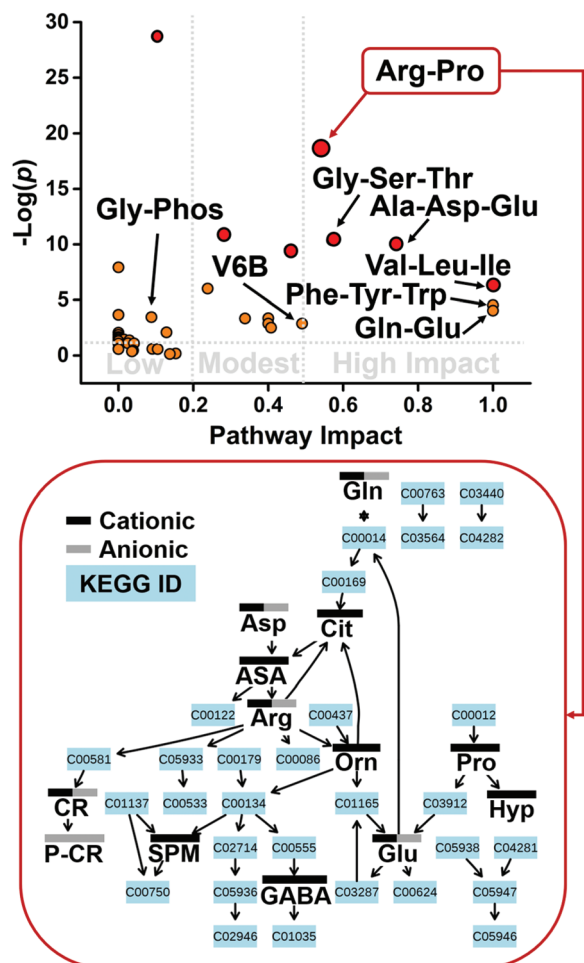 30
25
20
15
10
5
0
-Log(p)
Arg-Pro
Gly-Ser-Thr
Ala-Asp-Glu
Gly-Phos
V6B
Val-Leu-Ile
Phe-Tyr-Trp
Gln-Glu
Low Modest High Impact
0.0 0.2 0.4 0.6 0.8 1.0
Pathway Impact
Cationic
Anionic
KEGG ID
Gln
C00763 C03440
C00014 C03564 C04282
C00169
Asp
Cit
ASA
C00122 Arg C00437 C00012
C00581 C05933 C00179 C00086 Orn Pro
CR C01137 C00533 C00134 C01165 C03912 Hyp
P-CR SPM C02714 C00555 Glu C05938 C04281
C00750 C05936 GABA C03287 C00624 C05947
C02946 C01035 C05946